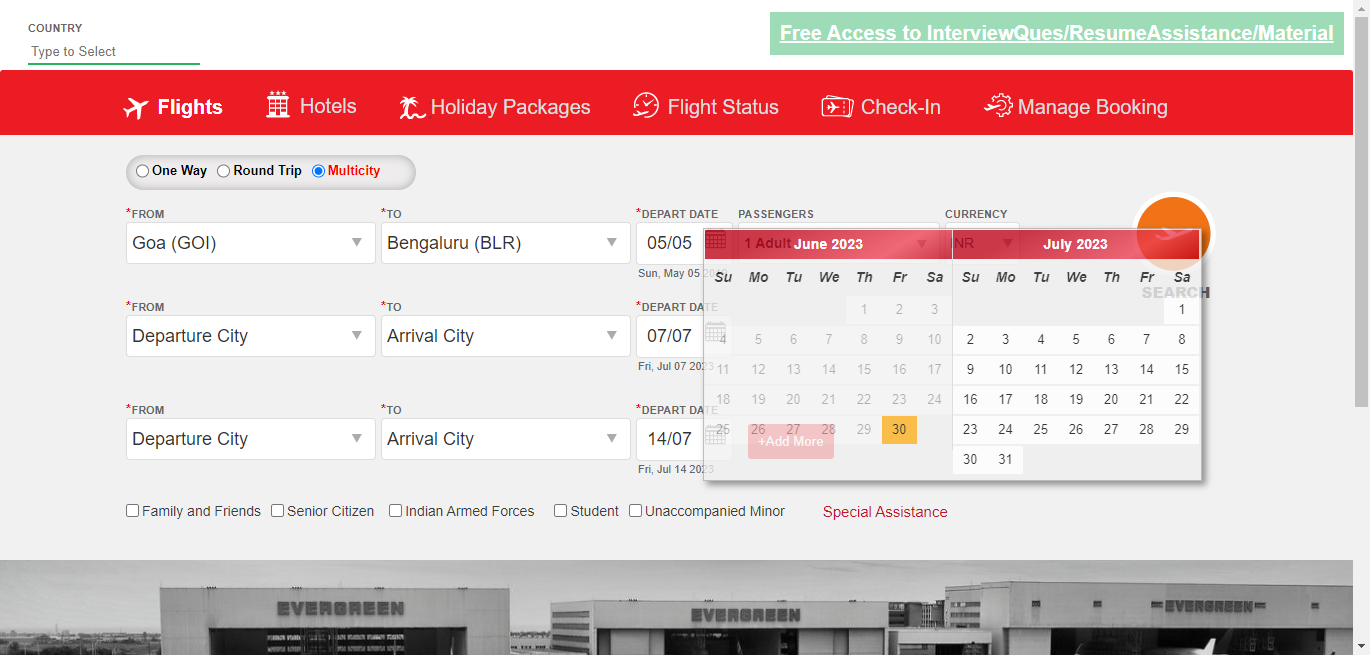 COUNTRY
Type to Select
Free Access to InterviewQues/ResumeAssistance/Material
Flights Hotels Holiday Packages Flight Status Check-In Manage Booking
One Way Round Trip Multicity
*FROM *TO *DEPART DATE PASSENGERS CURRENCY
Goa (GOI) Bengaluru (BLR) 05/05 1 Adult INR
Sun, May 05
SEARCH
*FROM *TO *DEPART DATE
Departure City Arrival City 07/07
Fri, Jul 07 2023
*FROM *TO *DEPART DATE
Departure City Arrival City 14/07
+Add More
Fri, Jul 14 2023
June 2023
Su Mo Tu We Th Fr Sa
1 2 3
4 5 6 7 8 9 10
11 12 13 14 15 16 17
18 19 20 21 22 23 24
25 26 27 28 29 30
July 2023
Su Mo Tu We Th Fr Sa
1
2 3 4 5 6 7 8
9 10 11 12 13 14 15
16 17 18 19 20 21 22
23 24 25 26 27 28 29
30 31
Family and Friends Senior Citizen Indian Armed Forces Student Unaccompanied Minor Special Assistance
EVERGREEN
EVERGREEN
EVERGREEN